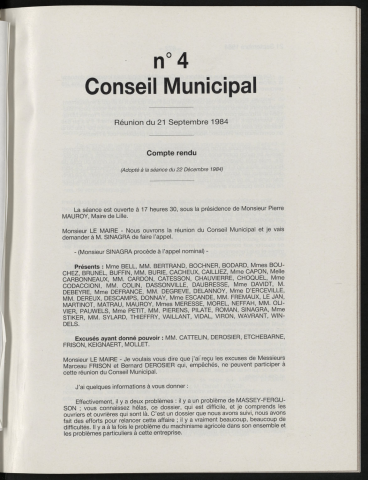 n° 4
Conseil Municipal
Réunion du 21 Septembre 1984
Compte rendu
(Adopté à la séance du 22 Décembre 1984)
La séance est ouverte à 17 heures 30, sous la présidence de Monsieur Pierre
MAUROY, Maire de Lille.
Monsieur LE MAIRE - Nous ouvrons la réunion du Conseil Municipal et je vais
demander à M. SINAGRA de faire l'appel.
- (Monsieur SINAGRA procède à l'appel nominal) -
Présents : Mme BELL, MM. BERTRAND, BOCHNER, BODARD, Mmes BOU-
CHEZ, BRUNEL, BUFFIN, MM. BURIE, CACHEUX, CAILLIEZ, Mme CAPON, Melle
CARBONNEAUX, MM. CARDON, CATESSON, CHAUVIERRE, CHOQUEL, Mme
CODACCIONI, MM. COLIN, DASSONVILLE, DAUBRESSE, Mme DAVIDT, M.
DEBEYRE, Mme DEFRANCE, MM. DEGREVE, DELANNOY, Mme D'ERCEVILLE,
MM. DEREUX, DESCAMPS, DONNAY, Mme ESCANDE, MM. FREMAUX, LE JAN,
MARTINOT, MATRAU, MAUROY, Mmes MERESSE, MOREL, NEFFAH, MM. OLI-
VIER, PAUWELS, Mme PETIT, MM. PIERENS, PLATE, ROMAN, SINAGRA, Mme
STIKER, MM. SYLARD, THIEFFRY, VAILLANT, VIDAL, VIRON, WAVRANT, WIN-
DELS.
Excusés ayant donné pouvoir : MM. CATTELIN, DEROSIER, ETCHEBARNE,
FRISON, KEIGNAERT, MOLLET.
Monsieur LE MAIRE - Je voulais vous dire que j'ai reçu les excuses de Messieurs
Marceau FRISON et Bernard DEROSIER qui, empêchés, ne peuvent participer à
cette réunion du Conseil Municipal.
J'ai quelques informations à vous donner :
Effectivement, il y a deux problèmes : il y a un problème de MASSEY-FERGU-
SON ; vous connaissez hélas, ce dossier, qui est difficile, et je comprends les
ouvriers et ouvrières qui sont là. C'est un dossier que nous avons suivi, nous avons
fait des efforts pour relancer cette affaire ; il y a vraiment beaucoup, beaucoup de
difficultés. Il y a à la fois le problème du machinisme agricole dans son ensemble et
les problèmes particuliers à cette entreprise.